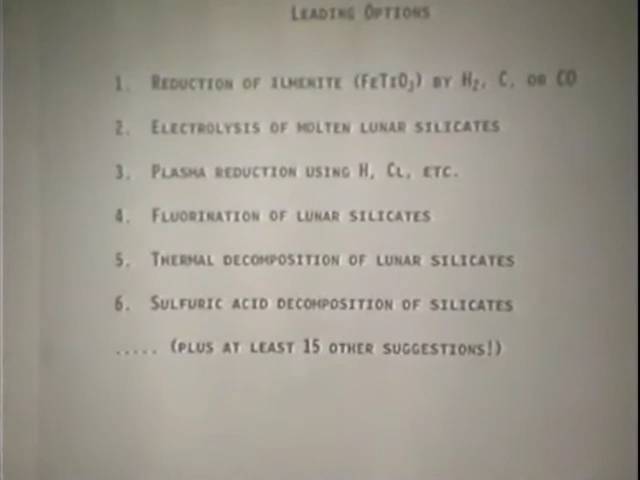 LEADING OPTIONS
1. REDUCTION OF ILMENITE (FETIO₃) BY H₂, C, OR CO
2. ELECTROLYSIS OF MOLTEN LUNAR SILICATES
3. PLASMA REDUCTION USING H, CL, ETC.
4. FLUORINATION OF LUNAR SILICATES
5. THERMAL DECOMPOSITION OF LUNAR SILICATES
6. SULFURIC ACID DECOMPOSITION OF SILICATES
..... (PLUS AT LEAST 15 OTHER SUGGESTIONS!)